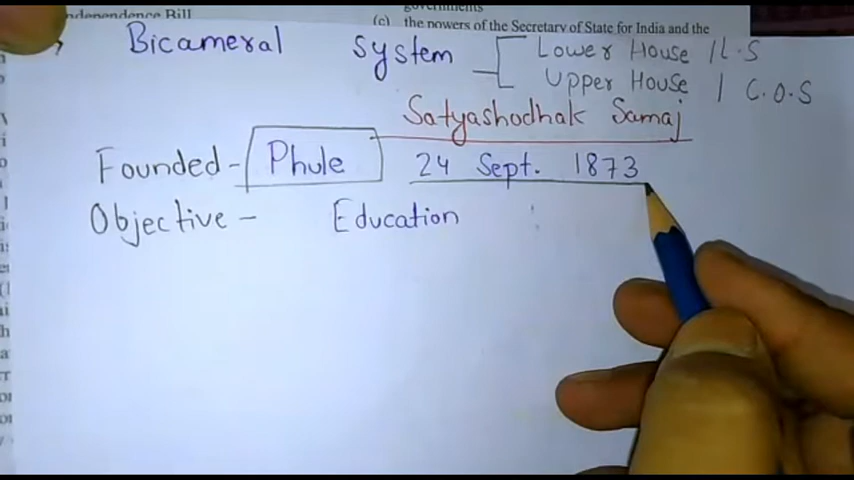 ndependence Bill
governments
(c) the powers of the Secretary of State for India and the
Bicameral System Lower House / L.S
Upper House / C.O.S
Satyashodhak Samaj
Founded - Phule 24 Sept. 1873
Objective - Education